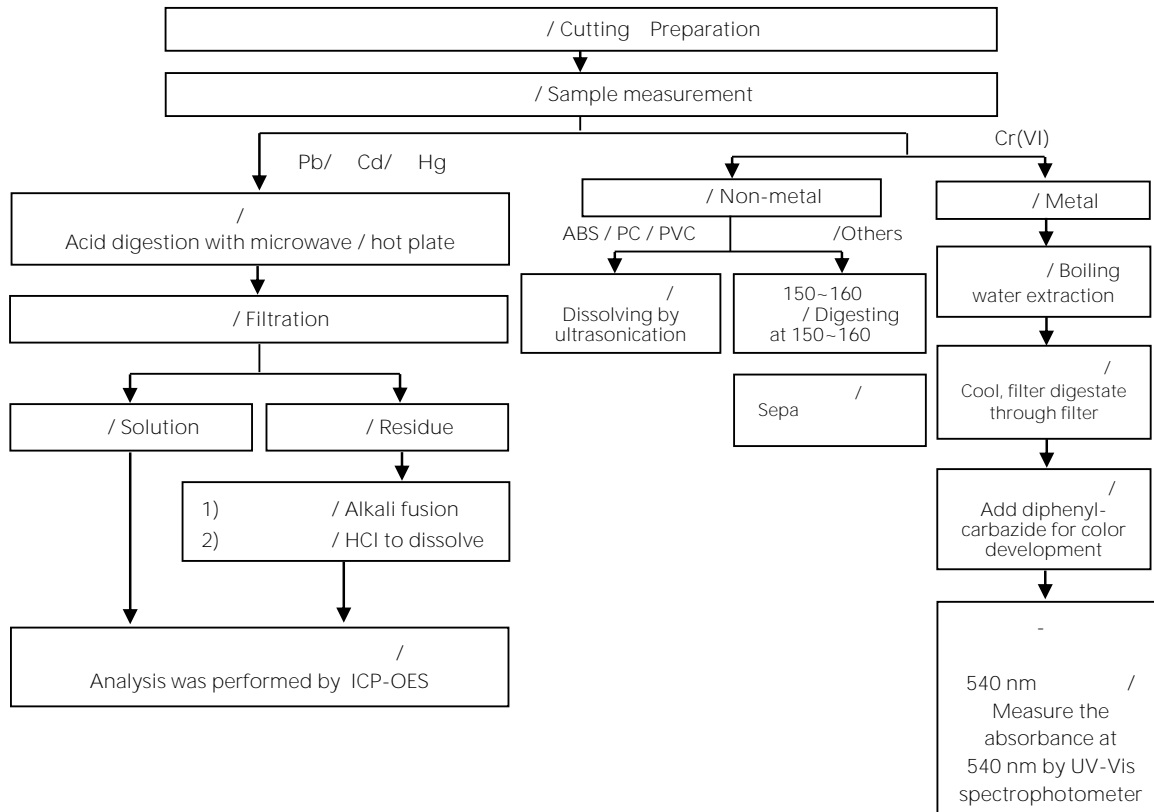 / Cutting Preparation
/ Sample measurement
Pb/ Cd/ Hg
Cr(VI)
/
Acid digestion with microwave / hot plate
/ Filtration
/ Solution
/ Residue
1) / Alkali fusion
2) / HCl to dissolve
/
Analysis was performed by ICP-OES
/ Non-metal
ABS / PC / PVC
/Others
/
Dissolving by
ultrasonication
150~160
/ Digesting
at 150~160
/
Sepa
/ Metal
/ Boiling
water extraction
/
Cool, filter digestate
through filter
/
Add diphenyl-
carbazide for color
development
-
540 nm /
Measure the
absorbance at
540 nm by UV-Vis
spectrophotometer